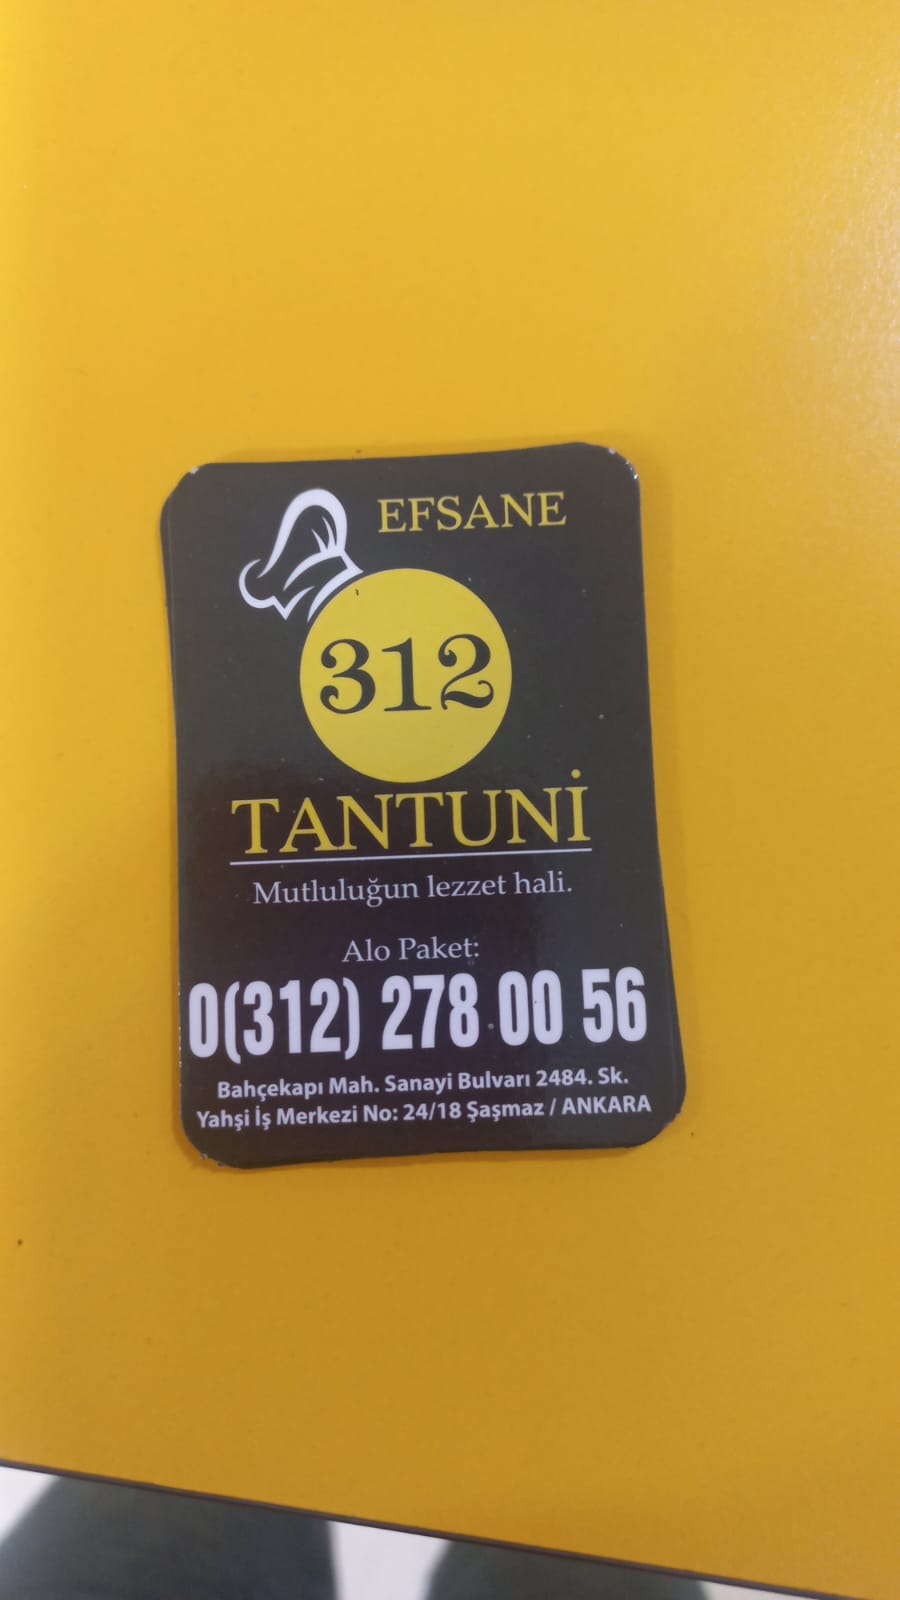 EFSANE
312
TANTUNİ
Mutluluğun lezzet hali.
Alo Paket:
0(312) 278 00 56
Bahçekapı Mah. Sanayi Bulvarı 2484. Sk.
Yahşi İş Merkezi No: 24/18 Şaşmaz / ANKARA